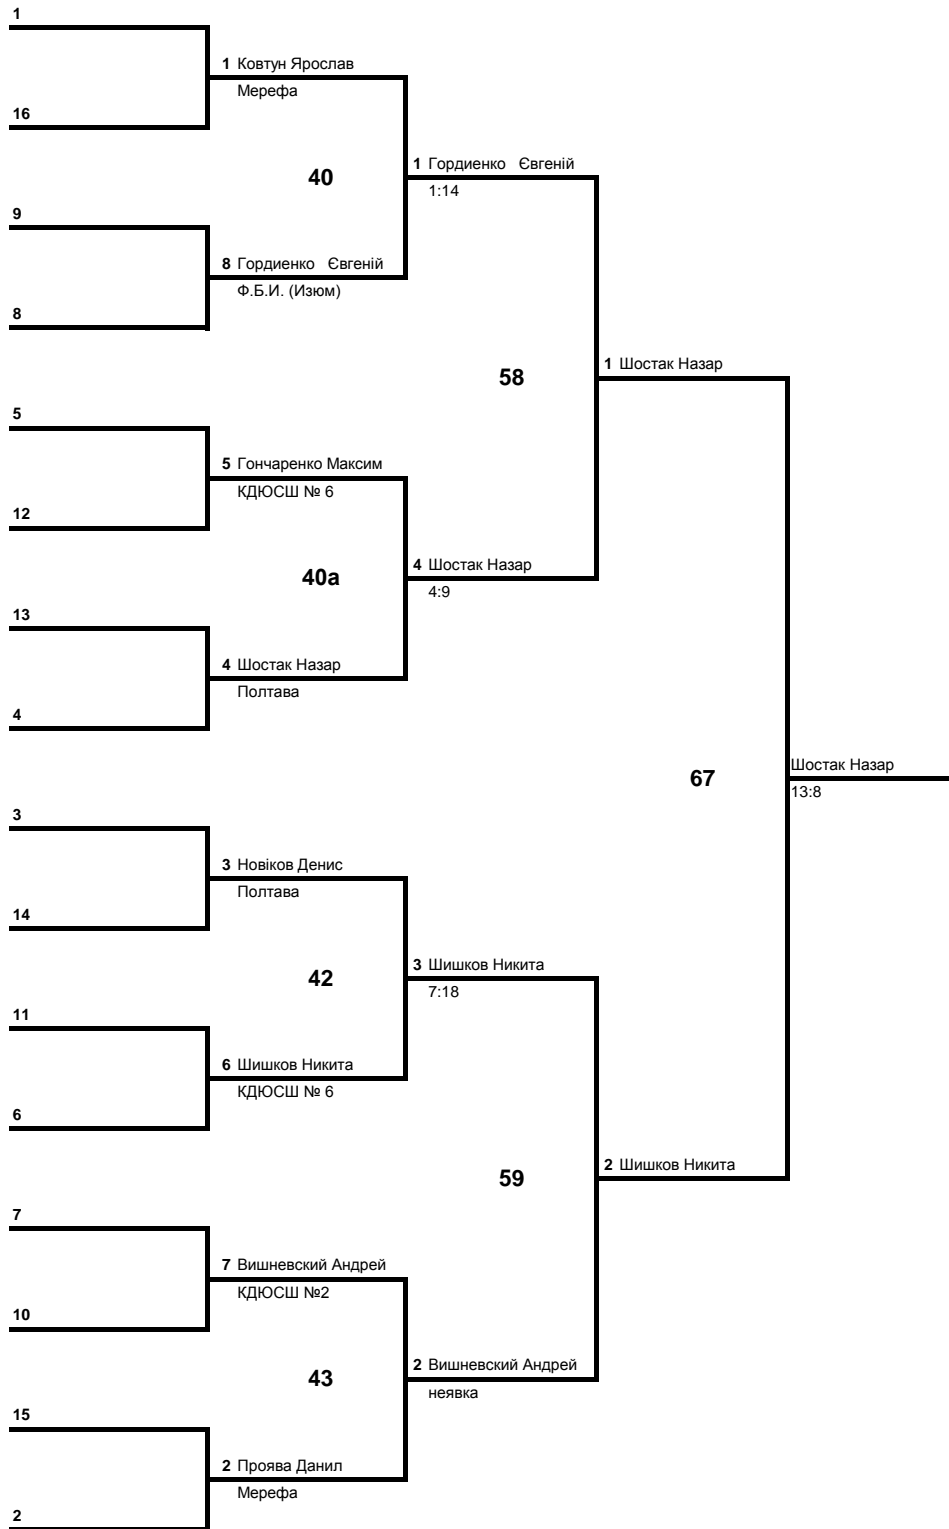 1
1 Ковтун Ярослав
Мерефа
16
40
1 Гордиенко Євгеній
1:14
9
8 Гордиенко Євгеній
Ф.Б.И. (Изюм)
8
58
1 Шостак Назар
5
5 Гончаренко Максим
КДЮСШ № 6
12
40а
4 Шостак Назар
4:9
13
4 Шостак Назар
Полтава
4
67
Шостак Назар
13:8
3
3 Новіков Денис
Полтава
14
42
3 Шишков Никита
7:18
11
6 Шишков Никита
КДЮСШ № 6
6
59
2 Шишков Никита
7
7 Вишневский Андрей
КДЮСШ №2
10
43
2 Вишневский Андрей
неявка
15
2 Проява Данил
Мерефа
2